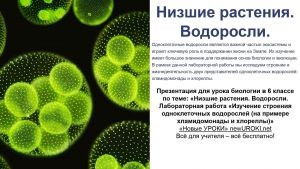 Низшие растения.
Водоросли.
Одноклеточные водоросли являются важной частью экосистемы и
играют ключевую роль в поддержании жизни на Земле. Их изучение
имеет большое значение для понимания основ биологии и эволюции.
В рамках данной лабораторной работы мы исследуем строение и
жизнедеятельность двух представителей одноклеточных водорослей:
хламидомонады и хлореллы.
Презентация для урока биологии в 6 классе
по теме: «Низшие растения. Водоросли.
Лабораторная работа «Изучение строения
одноклеточных водорослей (на примере
хламидомонады и хлореллы)»
«Новые УРОКИ» newUROKI.net
Всё для учителя – всё бесплатно!